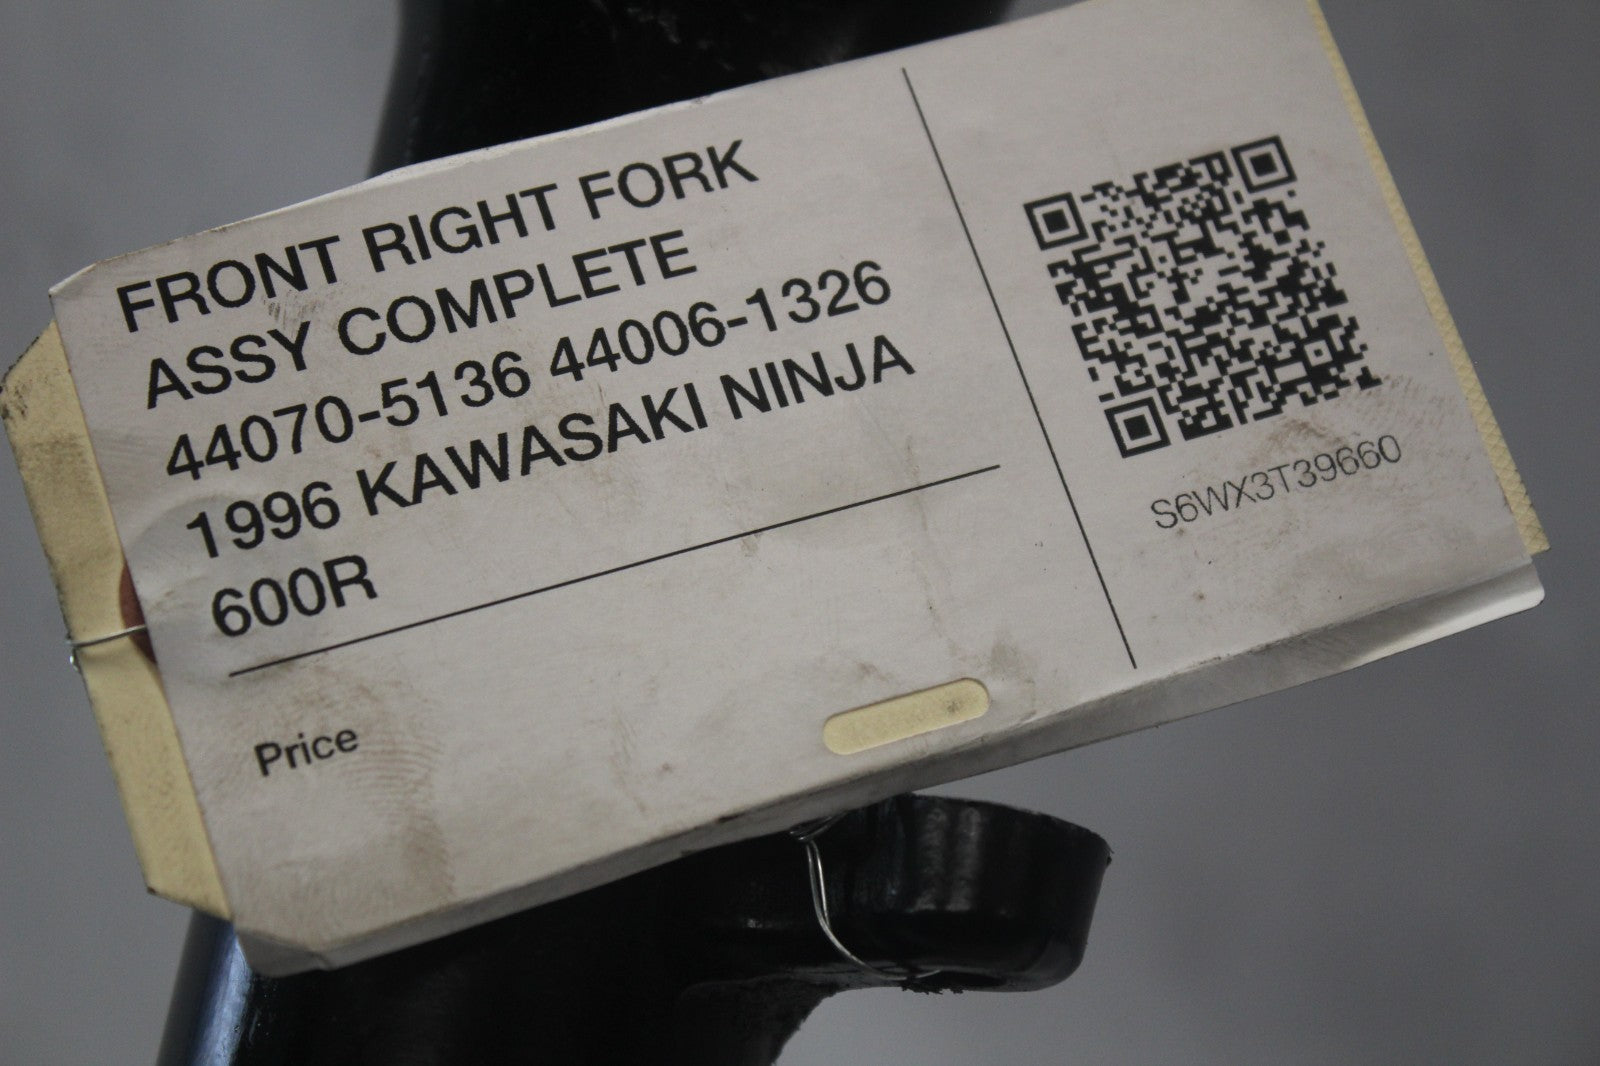 FRONT RIGHT FORK
ASSY COMPLETE
44070-5136 44006-1326
1996 KAWASAKI NINJA
600R
Price
S6WX3T39660